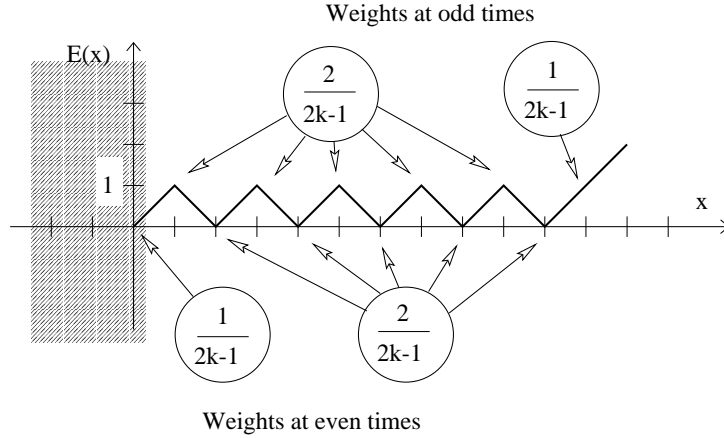 Weights at odd times
E(x)
2
2k-1
1
2k-1
1
x
1
2k-1
2
2k-1
Weights at even times